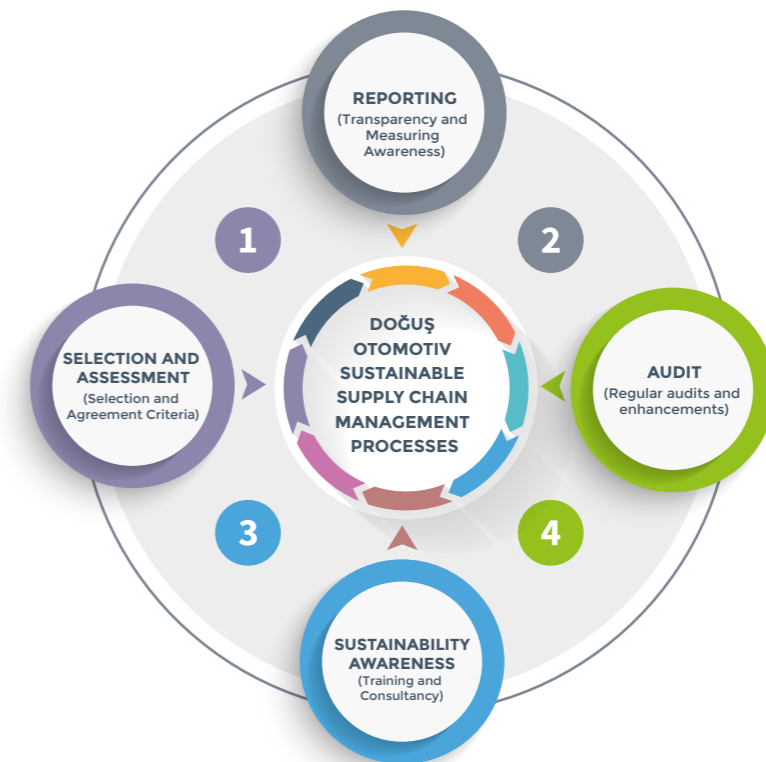 REPORTING
(Transparency and
Measuring
Awareness)
1
2
SELECTION AND
ASSESSMENT
(Selection and
Agreement Criteria)
DOĞUŞ
OTOMOTIV
SUSTAINABLE
SUPPLY CHAIN
MANAGEMENT
PROCESSES
AUDIT
(Regular audits and
enhancements)
3
4
SUSTAINABILITY
AWARENESS
(Training and
Consultancy)